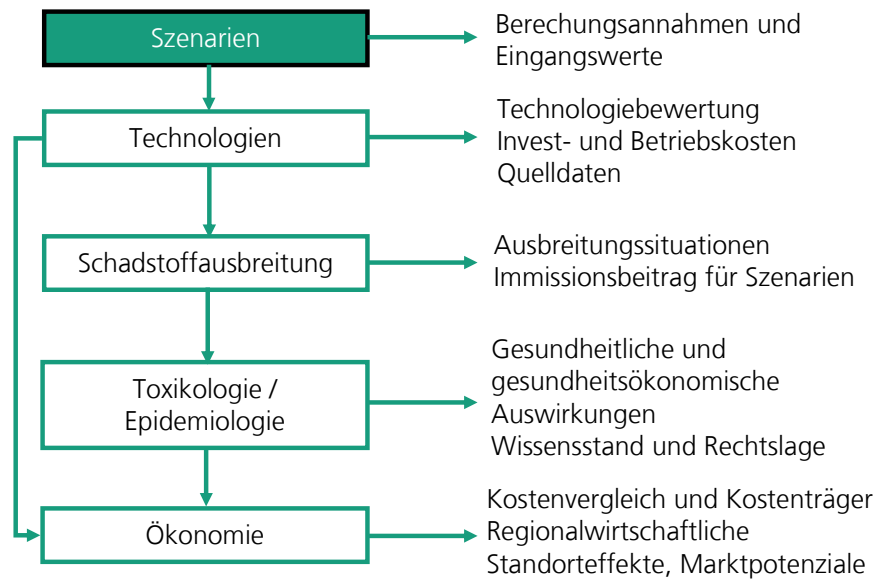 Szenarien
Berechungsannahmen und
Eingangswerte
Technologien
Technologiebewertung
Invest- und Betriebskosten
Quelldaten
Schadstoffausbreitung
Ausbreitungssituationen
Immissionsbeitrag für Szenarien
Toxikologie /
Epidemiologie
Gesundheitliche und
gesundheitsökonomische
Auswirkungen
Wissensstand und Rechtslage
Ökonomie
Kostenvergleich und Kostenträger
Regionalwirtschaftliche
Standorteffekte, Marktpotenziale